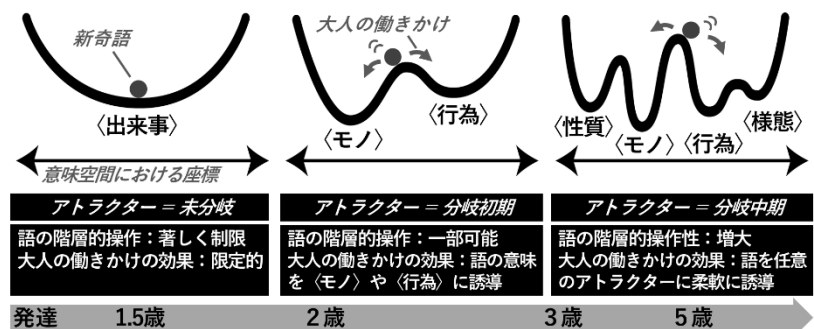 新奇語
大人の働きかけ
〈出来事〉
〈モノ〉
〈行為〉
〈性質〉
〈モノ〉
〈行為〉
〈様態〉
意味空間における座標
アトラクター＝未分岐
語の階層的操作：著しく制限
大人の働きかけの効果：限定的
アトラクター＝分岐初期
語の階層的操作：一部可能
大人の働きかけの効果：語の意味
を〈モノ〉や〈行為〉に誘導
アトラクター＝分岐中期
語の階層的操作性：増大
大人の働きかけの効果：語を任意
のアトラクターに柔軟に誘導
発達 1.5歳 2歳 3歳 5歳